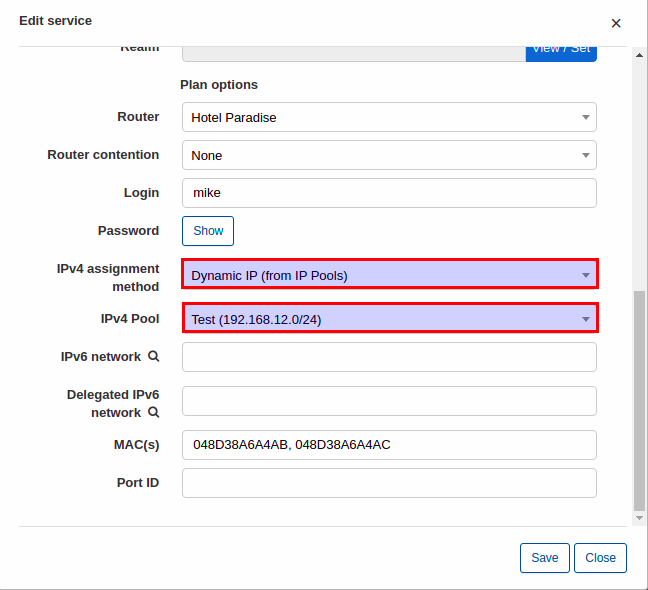 Edit service
×
Realm
View / Set
Plan options
Router Hotel Paradise
Router contention None
Login mike
Password Show
IPv4 assignment
method
Dynamic IP (from IP Pools)
IPv4 Pool Test (192.168.12.0/24)
IPv6 network
Delegated IPv6
network
MAC(s) 048D38A6A4AB, 048D38A6A4AC
Port ID
Save Close